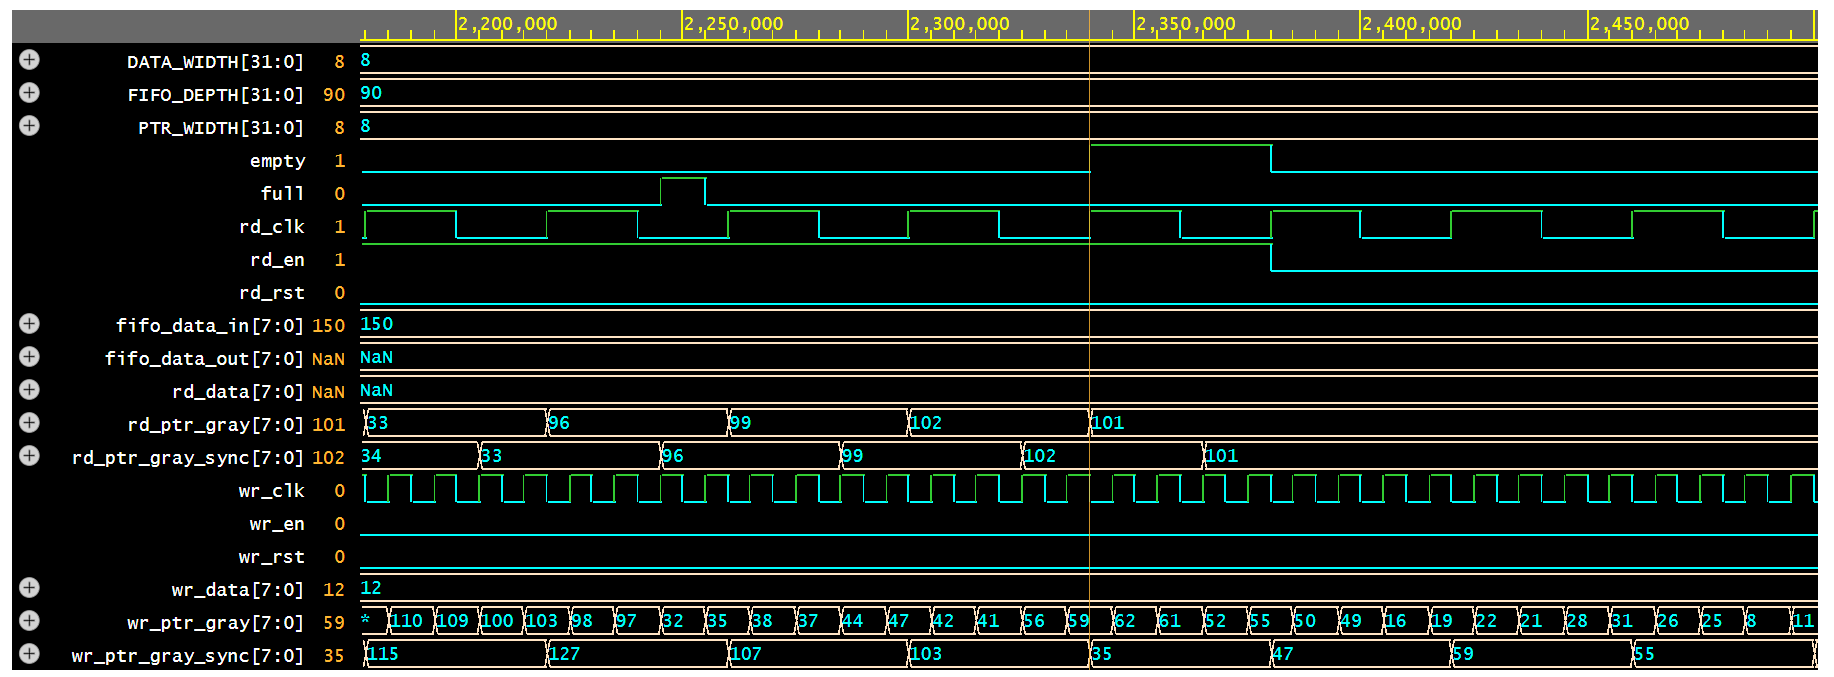 2,200,000 2,250,000 2,300,000 2,350,000 2,400,000 2,450,000
DATA_WIDTH[31:0] 8 8
FIFO_DEPTH[31:0] 90 90
PTR_WIDTH[31:0] 8 8
empty 1
full 0
rd_clk 1
rd_en 1
rd_rst 0
fifo_data_in[7:0] 150 150
fifo_data_out[7:0] NaN NaN
rd_data[7:0] NaN NaN
rd_ptr_gray[7:0] 101 33 96 99 102 101
rd_ptr_gray_sync[7:0] 102 34 33 96 99 102 101
wr_clk 0
wr_en 0
wr_rst 0
wr_data[7:0] 12 12
wr_ptr_gray[7:0] 59 * 110 109 100 103 98 97 32 35 38 37 44 47 42 41 56 59 62 61 52 55 50 49 16 19 22 21 28 31 26 25 8 11
wr_ptr_gray_sync[7:0] 35 115 127 107 103 35 47 59 55